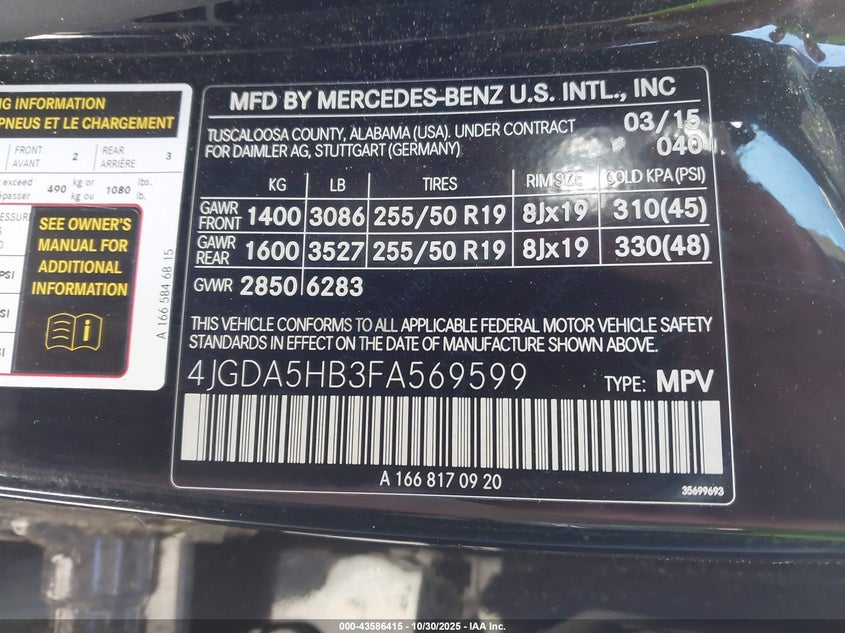 NG INFORMATION
PNEUS ET LE CHARGEMENT
FRONT 2 REAR 3
AVANT ARRIÈRE
exceed 490 kg or 1080 lbs.
passer kg ou lb.
PRESSURE
SEE OWNER'S
MANUAL FOR
ADDITIONAL
INFORMATION
PSI
SI
SI
A 166 584 68 15
MFD BY MERCEDES-BENZ U.S. INTL., INC
TUSCALOOSA COUNTY, ALABAMA (USA). UNDER CONTRACT 03/15
FOR DAIMLER AG, STUTTGART (GERMANY) 040
KG LB TIRES RIM SIZE COLD KPA(PSI)
GAWR FRONT 1400 3086 255/50 R19 8Jx19 310(45)
GAWR REAR 1600 3527 255/50 R19 8Jx19 330(48)
GVWR 2850 6283
THIS VEHICLE CONFORMS TO ALL APPLICABLE FEDERAL MOTOR VEHICLE SAFETY
STANDARDS IN EFFECT ON THE DATE OF MANUFACTURE SHOWN ABOVE.
4JGDA5HB3FA569599 TYPE: MPV
A 166 817 09 20
35699693
000-43586415 - 10/30/2025 - IAA Inc.